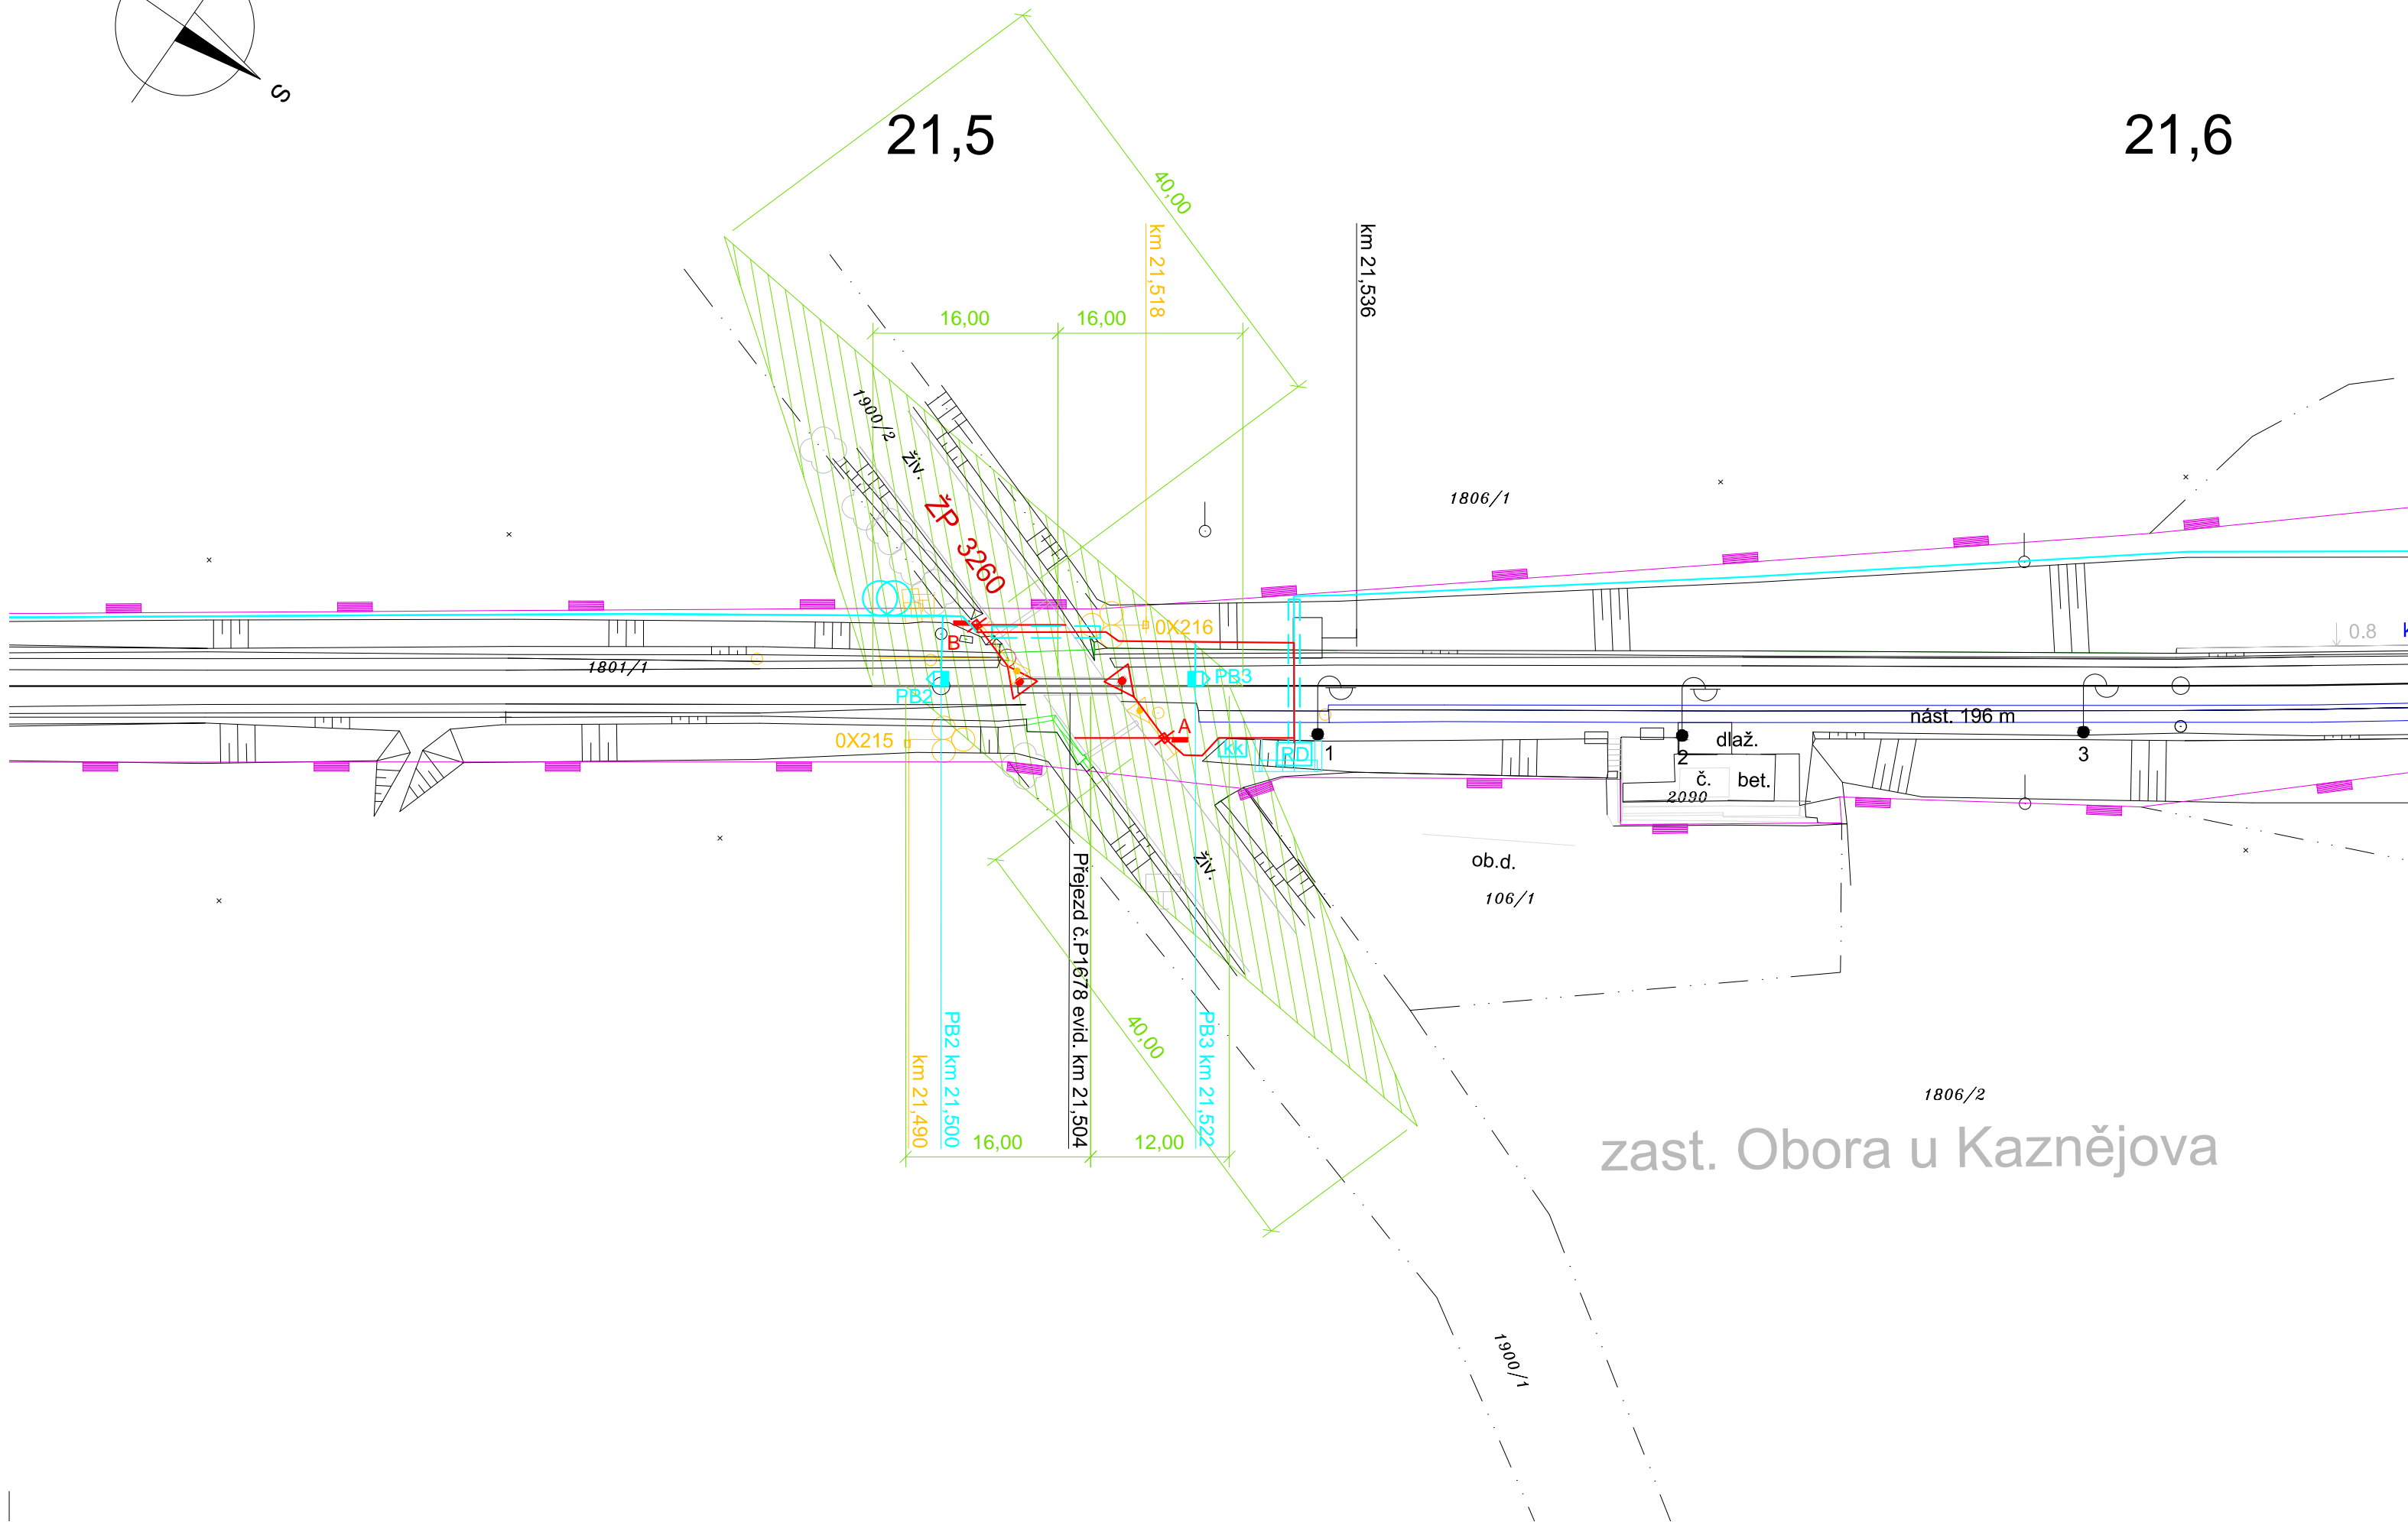 S
21,5
21,6
40,00
km 21,518
km 21,536
16,00
16,00
1900/2
živ.
ŽP 3260
1806/1
B
0X216
0.8
1801/1
PB2
PB3
A
0X215
kk
RD
1
2
3
nást. 196 m
dlaž.
č.
bet.
2090
živ.
ob.d.
106/1
Přejezd č.P1678 evid. km 21,504
40,00
km 21,490
PB2 km 21,500
PB3 km 21,522
16,00
12,00
1806/2
zast. Obora u Kaznějova
1900/1